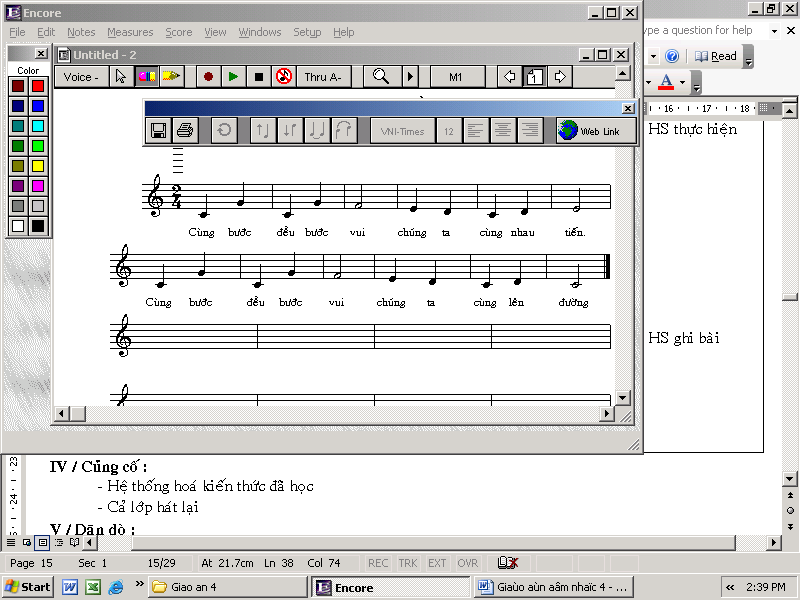 Encore
File Edit Notes Measures Score View Windows Setup Help
ype a question for help
Read
Color
Untitled - 2
Voice -
Thru A-
M1
16 17 18
VNI-Times 12 Web Link
HS thực hiện
2
4
Cùng bước đều bước vui chúng ta cùng nhau tiến.
Cùng bước đều bước vui chúng ta cùng lên đường
HS ghi bài
23
24
IV / Củng cố :
- Hệ thống hoá kiến thức đã học
- Cả lớp hát lại
V / Dặn dò :
Page 15 Sec 1 15/29 At 21.7cm Ln 38 Col 74 REC TRK EXT OVR
Start Giao an 4 Encore Giaùo aùn aâm nhaïc 4 - ... 2:39 PM